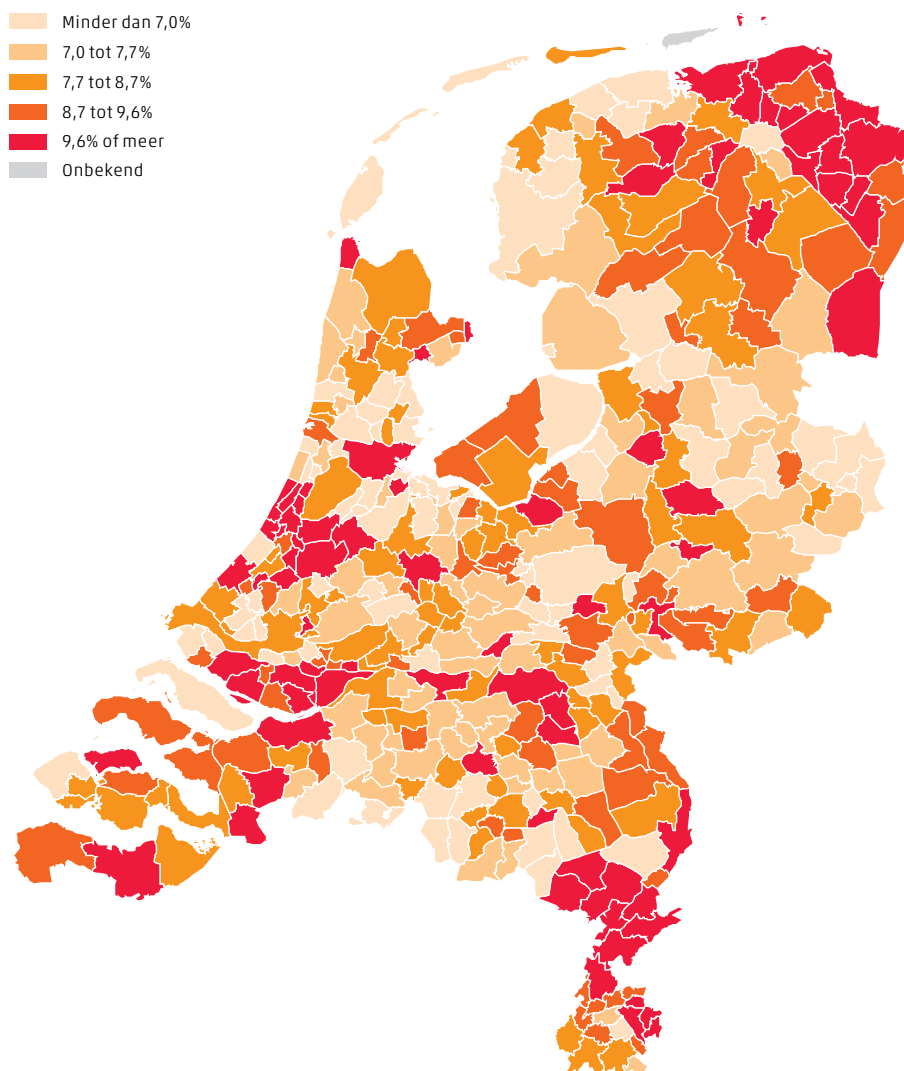 Minder dan 7,0%
7,0 tot 7,7%
7,7 tot 8,7%
8,7 tot 9,6%
9,6% of meer
Onbekend